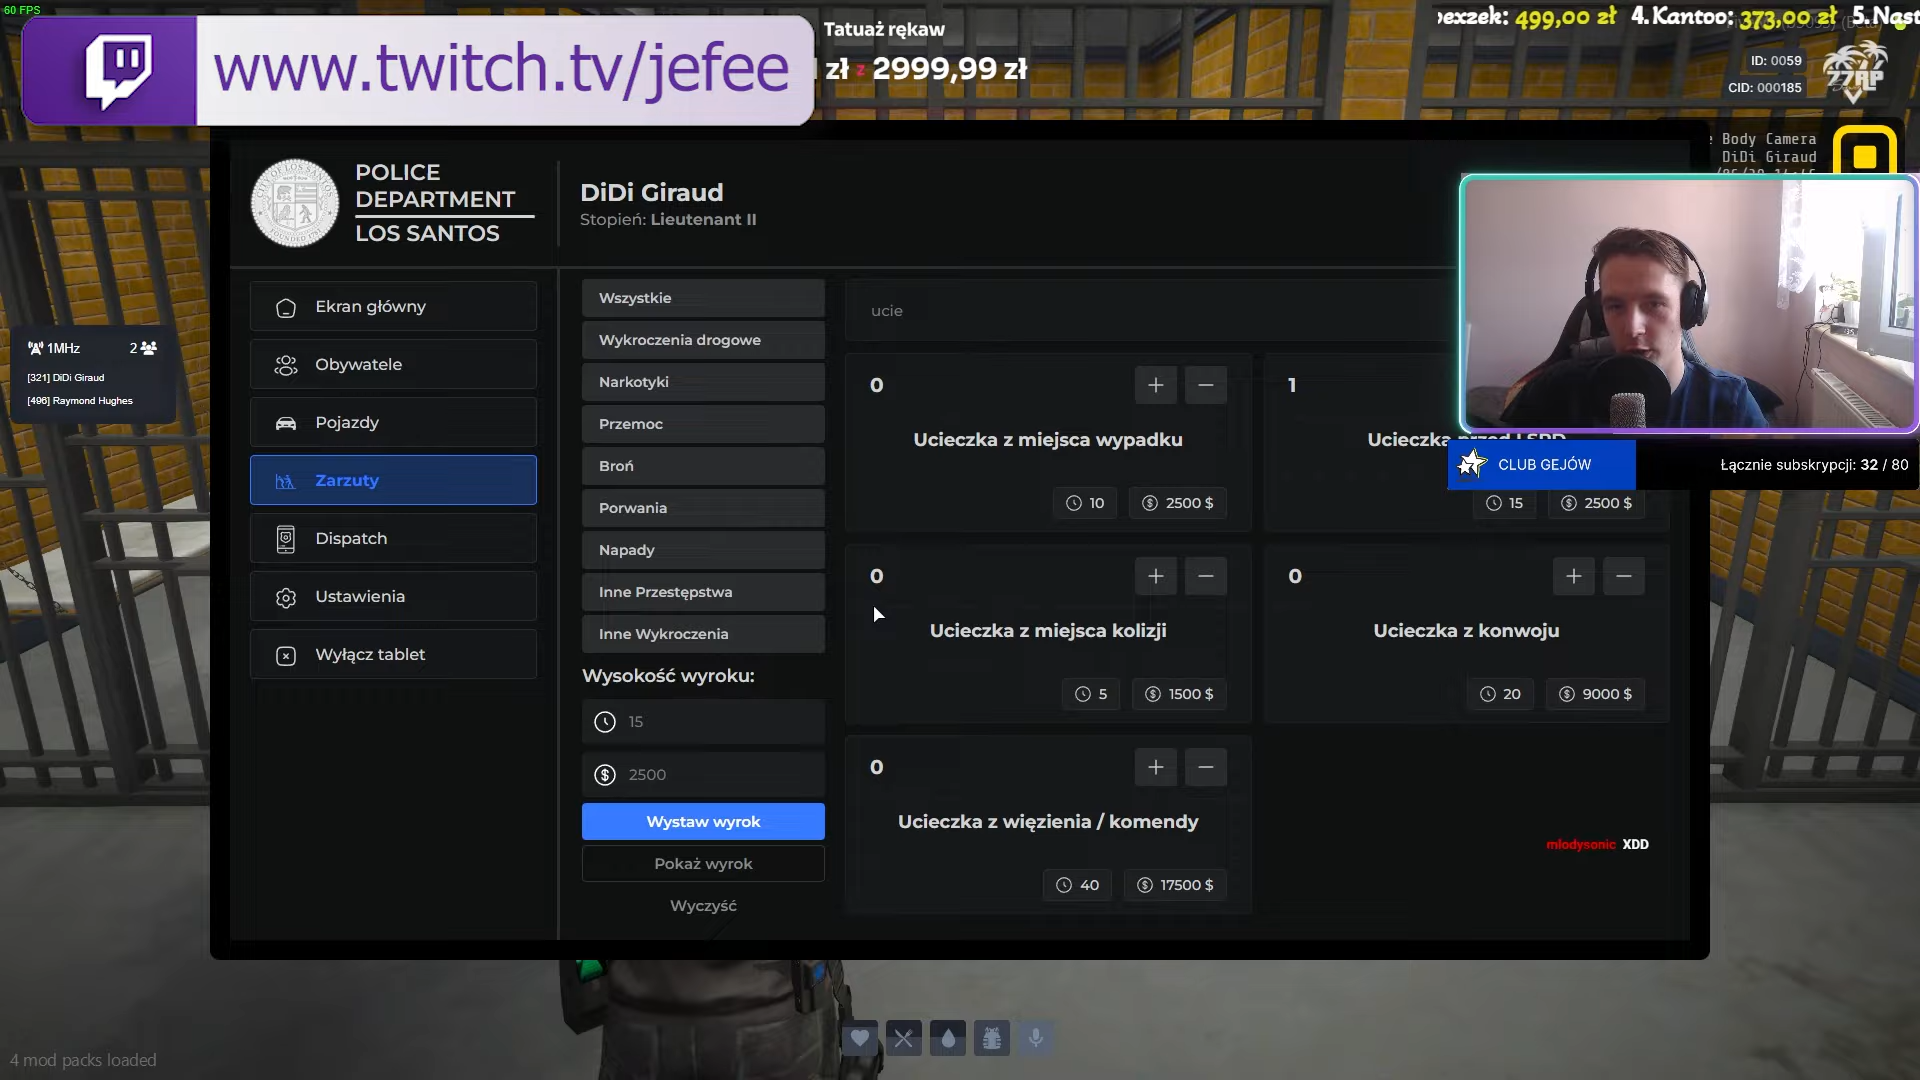 60 FPS
www.twitch.tv/jefee
Tatuaż rękaw
zł z 2999,99 zł
499,00 zł 4.Kantoo: 373,00 zł 5.Nast
ID: 0059
CID: 000185
77RP
Body Camera
DiDi Giraud
POLICE
DEPARTMENT
LOS SANTOS
DiDi Giraud
Stopień: Lieutenant II
1MHz 2
[321] DiDi Giraud
[496] Raymond Hughes
Ekran główny
Obywatele
Pojazdy
Zarzuty
Dispatch
Ustawienia
Wyłącz tablet
Wszystkie
Wykroczenia drogowe
Narkotyki
Przemoc
Broń
Porwania
Napady
Inne Przestępstwa
Inne Wykroczenia
Wysokość wyroku:
15
2500
Wystaw wyrok
Pokaż wyrok
Wyczyść
ucie
0 + −
Ucieczka z miejsca wypadku
10 2500 $
1
Ucieczka przed LSPD
15 2500 $
0 + −
Ucieczka z miejsca kolizji
5 1500 $
0 + −
Ucieczka z konwoju
20 9000 $
0 + −
Ucieczka z więzienia / komendy
40 17500 $
CLUB GEJÓW
Łącznie subskrypcji: 32 / 80
mlodysonic XDD
4 mod packs loaded